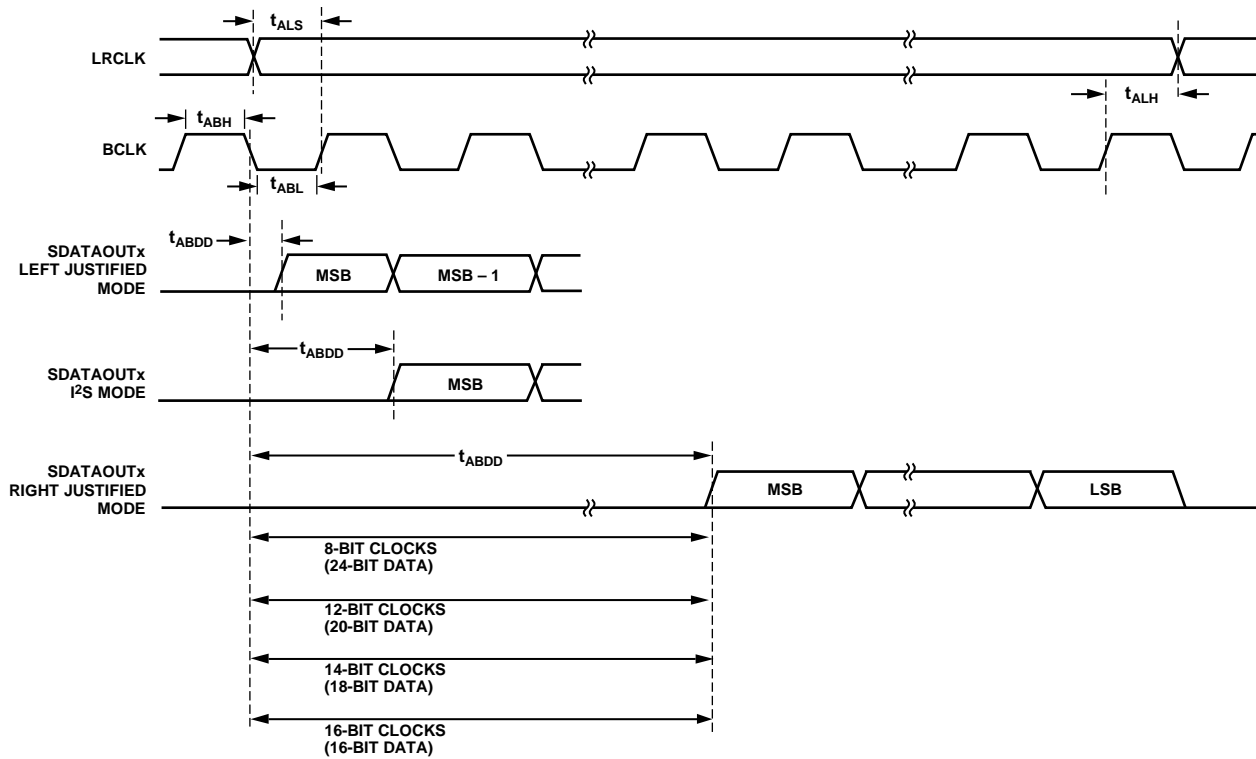 tALS
LRCLK
tALH
tABH
BCLK
tABL
tABDD
SDATAOUTx
LEFT JUSTIFIED
MODE
MSB
MSB – 1
tABDD
SDATAOUTx
I2S MODE
MSB
tABDD
SDATAOUTx
RIGHT JUSTIFIED
MODE
MSB
LSB
8-BIT CLOCKS
(24-BIT DATA)
12-BIT CLOCKS
(20-BIT DATA)
14-BIT CLOCKS
(18-BIT DATA)
16-BIT CLOCKS
(16-BIT DATA)